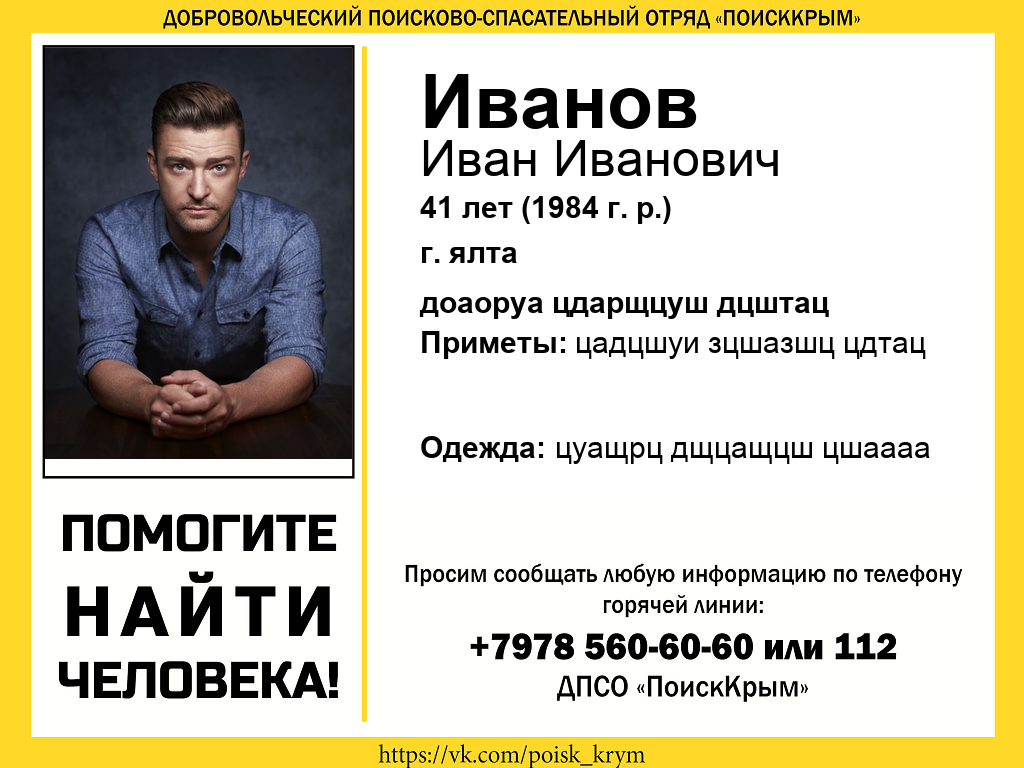 ДОБРОВОЛЬЧЕСКИЙ ПОИСКОВО-СПАСАТЕЛЬНЫЙ ОТРЯД «ПОИСККРЫМ»
Иванов
Иван Иванович
41 лет (1984 г. р.)
г. ялта
доаоруа цдарщцуш дцштац
Приметы: цадцшуи зцшазшц цдтац
Одежда: цуащрц дщцащцш цшаааа
ПОМОГИТЕ
НАЙТИ
ЧЕЛОВЕКА!
Просим сообщать любую информацию по телефону
горячей линии:
+7978 560-60-60 или 112
ДПСО «ПоискКрым»
https://vk.com/poisk_krym